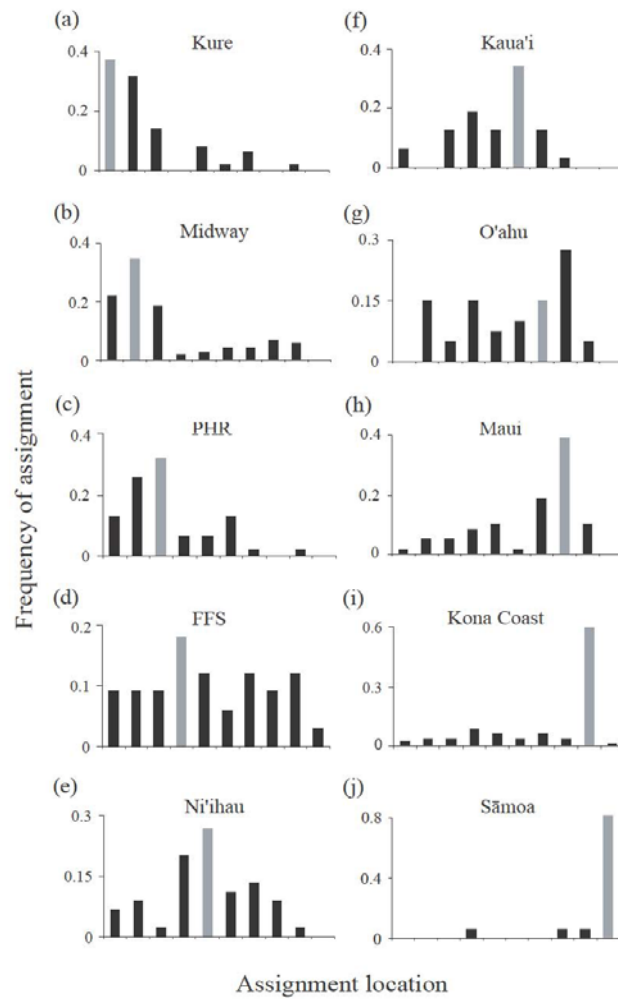 (a)
Kure
0.4
0.2
0
(b)
Midway
0.4
0.2
0
(c)
PHR
0.4
0.2
0
(d)
FFS
0.2
0.1
0
(e)
Ni'ihau
0.3
0.15
0
(f)
Kaua'i
0.4
0.2
0
(g)
O'ahu
0.3
0.15
0
(h)
Maui
0.4
0.2
0
(i)
Kona Coast
0.6
0.3
0
(j)
Sāmoa
0.8
0.4
0
Frequency of assignment
Assignment location